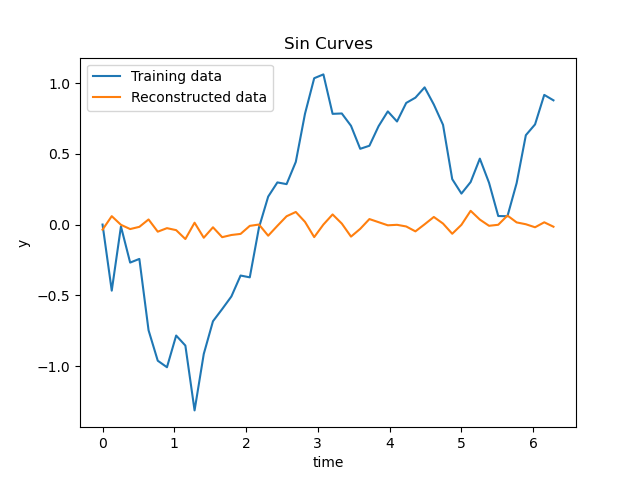 Sin Curves
Training data
Reconstructed data
1.0
0.5
0.0
−0.5
−1.0
y
0 1 2 3 4 5 6
time